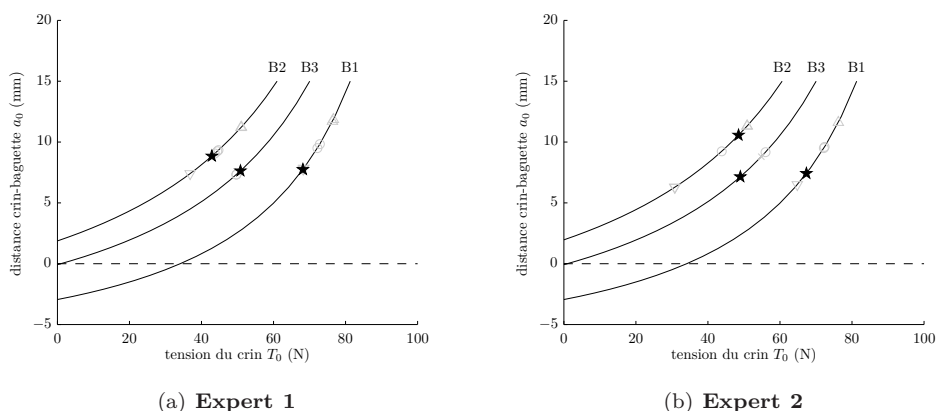 20
15
10
5
0
−5
0 20 40 60 80 100
distance crin-baguette a₀ (mm)
tension du crin T₀ (N)
B2 B3 B1
(a) Expert 1
20
15
10
5
0
−5
0 20 40 60 80 100
distance crin-baguette a₀ (mm)
tension du crin T₀ (N)
B2 B3 B1
(b) Expert 2